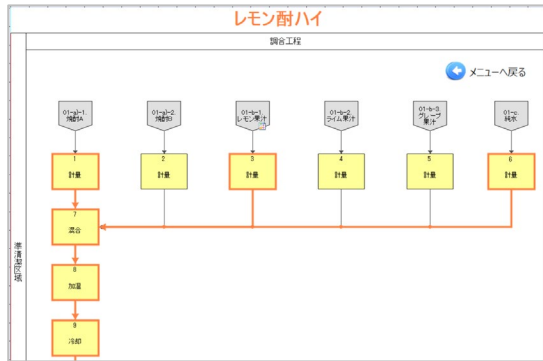 レモン酎ハイ
調合工程
メニューへ戻る
01-a)-1.
焼酎A
01-a)-2.
焼酎B3
01-b-1.
レモン果汁
01-b-2.
ライム果汁
01-b-3.
グレープ
果汁
01-c.
純水
1
計量
2
計量
3
計量
4
計量
5
計量
6
計量
7
混合
8
加温
9
冷却
準清潔区域